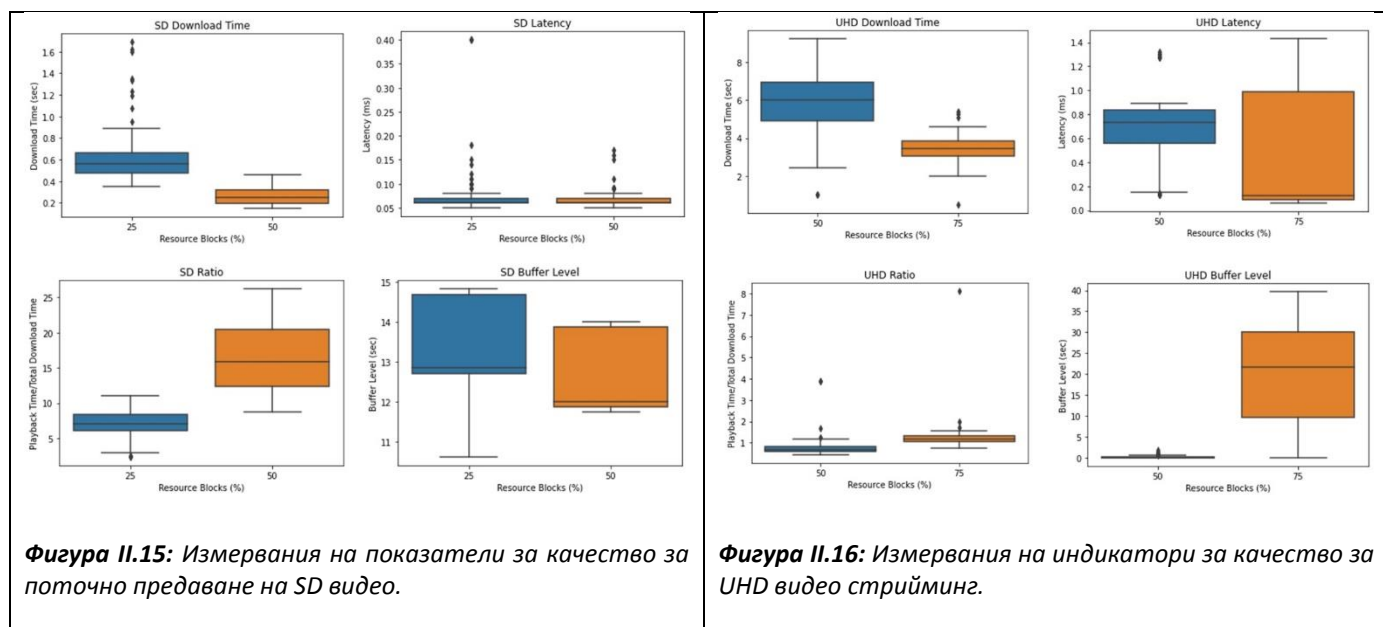 SD Download Time
Download Time (sec)
1.6
1.4
1.2
1.0
0.8
0.6
0.4
0.2
25
50
Resource Blocks (%)
SD Latency
Latency (ms)
0.40
0.35
0.30
0.25
0.20
0.15
0.10
0.05
25
50
Resource Blocks (%)
SD Ratio
Playback Time/Total Download Time
25
20
15
10
5
25
50
Resource Blocks (%)
SD Buffer Level
Buffer Level (sec)
15
14
13
12
11
25
50
Resource Blocks (%)
Фигура II.15: Измервания на показатели за качество за
поточно предаване на SD видео.
UHD Download Time
Download Time (sec)
8
6
4
2
50
75
Resource Blocks (%)
UHD Latency
Latency (ms)
1.4
1.2
1.0
0.8
0.6
0.4
0.2
0.0
50
75
Resource Blocks (%)
UHD Ratio
Playback Time/Total Download Time
8
7
6
5
4
3
2
1
50
75
Resource Blocks (%)
UHD Buffer Level
Buffer Level (sec)
40
35
30
25
20
15
10
5
0
50
75
Resource Blocks (%)
Фигура II.16: Измервания на индикатори за качество за
UHD видео стрийминг.